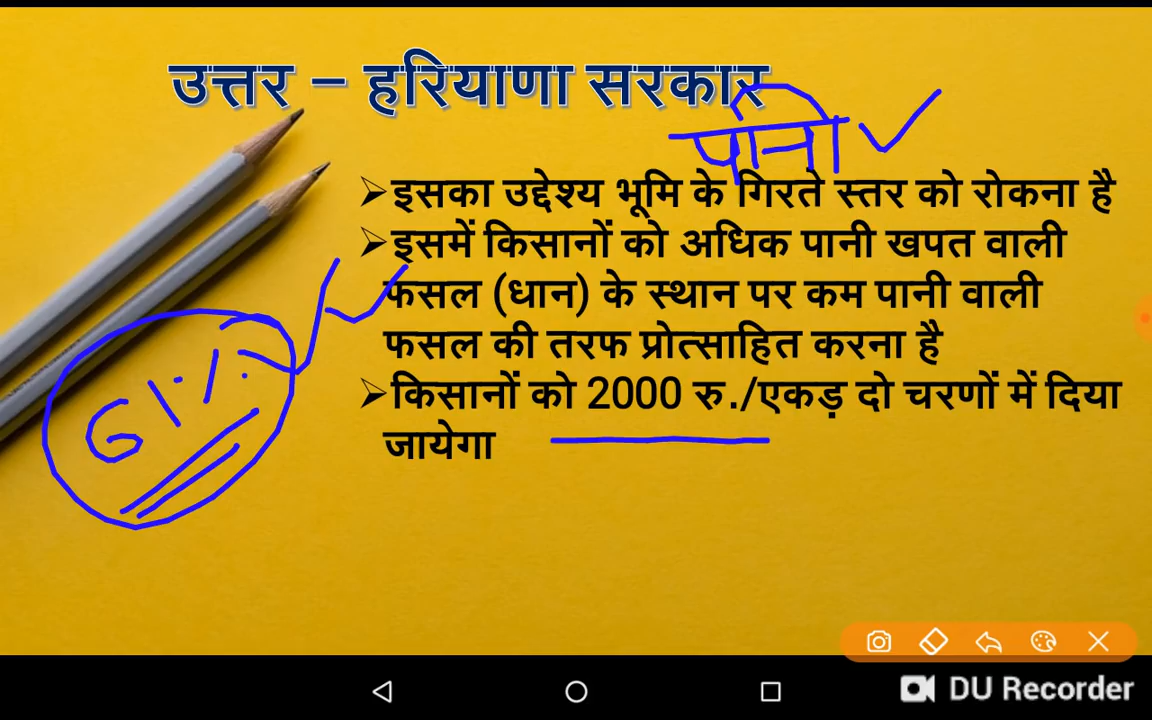 उत्तर – हरियाणा सरकार
पानी
➢इसका उद्देश्य भूमि के गिरते स्तर को रोकना है
➢इसमें किसानों को अधिक पानी खपत वाली
फसल (धान) के स्थान पर कम पानी वाली
फसल की तरफ प्रोत्साहित करना है
➢किसानों को 2000 रु./एकड़ दो चरणों में दिया
जायेगा
61%
DU Recorder